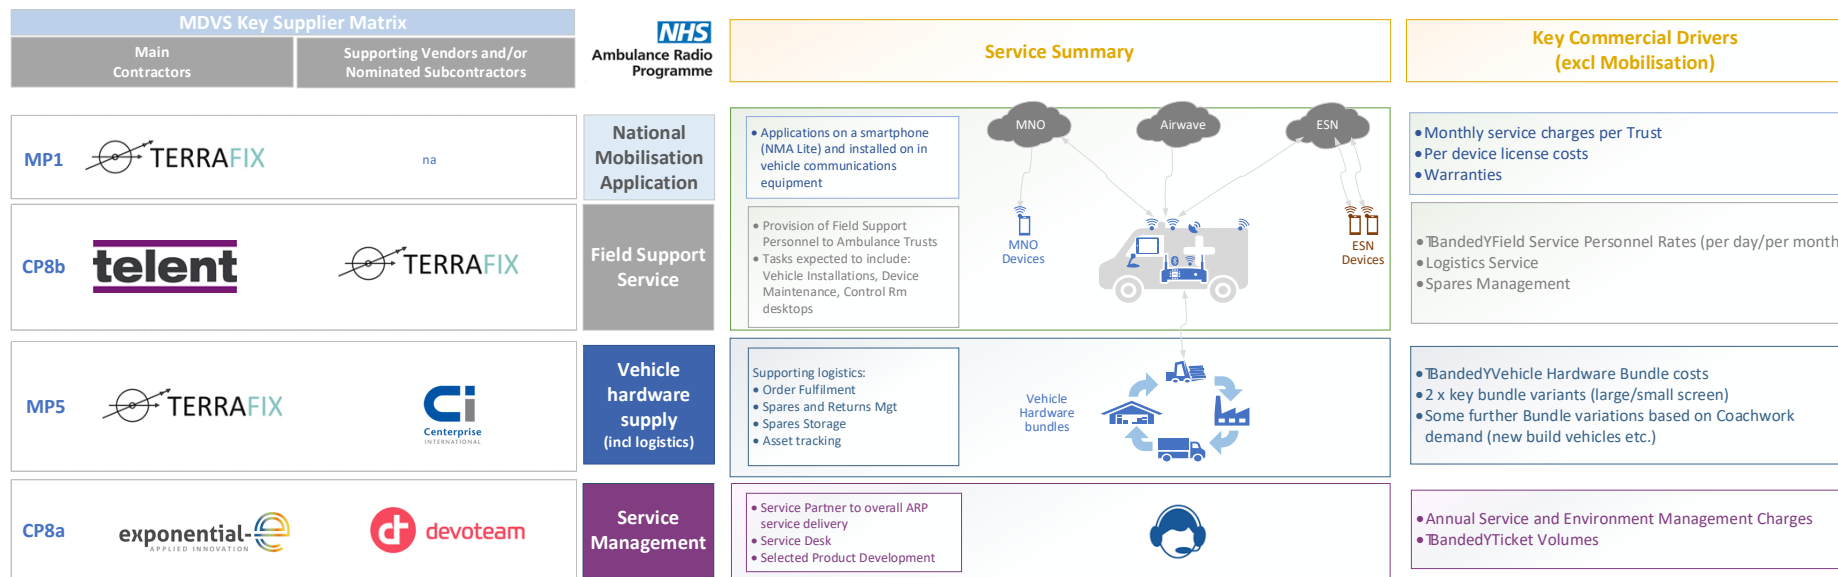 MDVS Key Supplier Matrix
Main
Contractors
Supporting Vendors and/or
Nominated Subcontractors
NHS
Ambulance Radio
Programme
Service Summary
Key Commercial Drivers
(excl Mobilisation)
MP1
TERRAFIX
na
National
Mobilisation
Application
• Applications on a smartphone
(NMA Lite) and installed on in
vehicle communications
equipment
MNO
Airwave
ESN
• Monthly service charges per Trust
• Per device license costs
• Warranties
CP8b
telent
TERRAFIX
Field Support
Service
• Provision of Field Support
Personnel to Ambulance Trusts
• Tasks expected to include:
Vehicle Installations, Device
Maintenance, Control Rm
desktops
MNO
Devices
ESN
Devices
• ƬBandedƳField Service Personnel Rates (per day/per month
• Logistics Service
• Spares Management
MP5
TERRAFIX
Ci
Centerprise
INTERNATIONAL
Vehicle
hardware
supply
(incl logistics)
Supporting logistics:
• Order Fulfilment
• Spares and Returns Mgt
• Spares Storage
• Asset tracking
Vehicle
Hardware
bundles
• ƬBandedƳVehicle Hardware Bundle costs
• 2 x key bundle variants (large/small screen)
• Some further Bundle variations based on Coachwork
demand (new build vehicles etc.)
CP8a
exponential-e
APPLIED INNOVATION
dt devoteam
Service
Management
• Service Partner to overall ARP
service delivery
• Service Desk
• Selected Product Development
• Annual Service and Environment Management Charges
• ƬBandedƳTicket Volumes